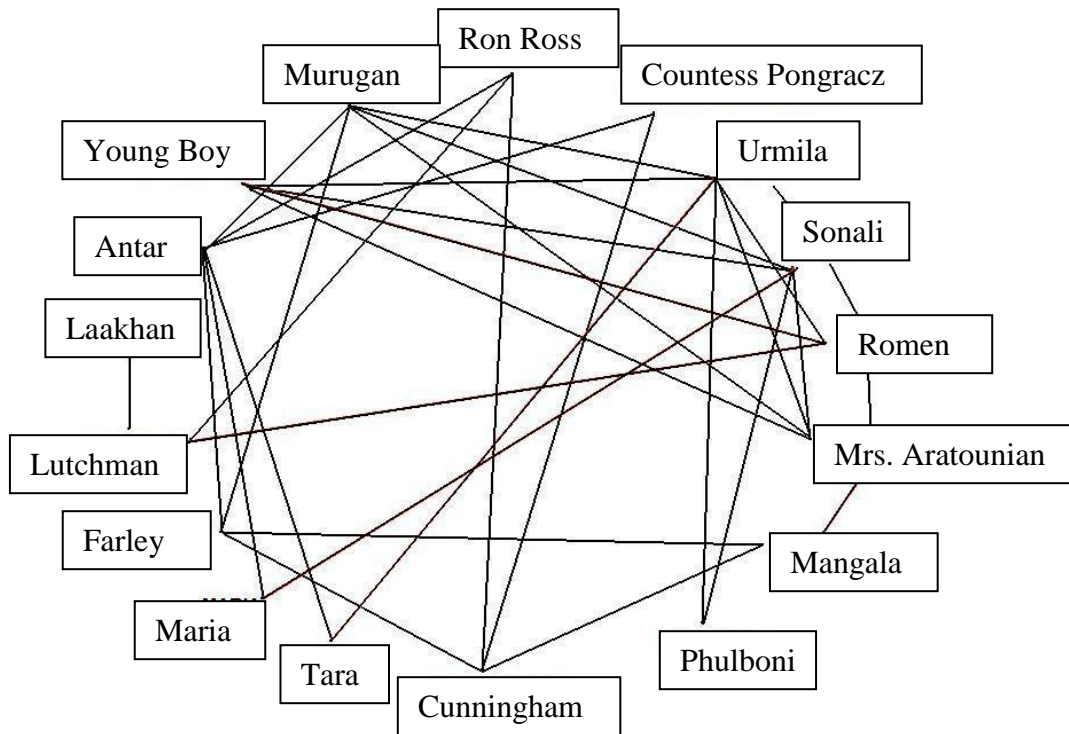 Ron Ross
Murugan
Countess Pongracz
Young Boy
Urmila
Antar
Sonali
Laakhan
Romen
Lutchman
Mrs. Aratounian
Farley
Mangala
Maria
Tara
Phulboni
Cunningham